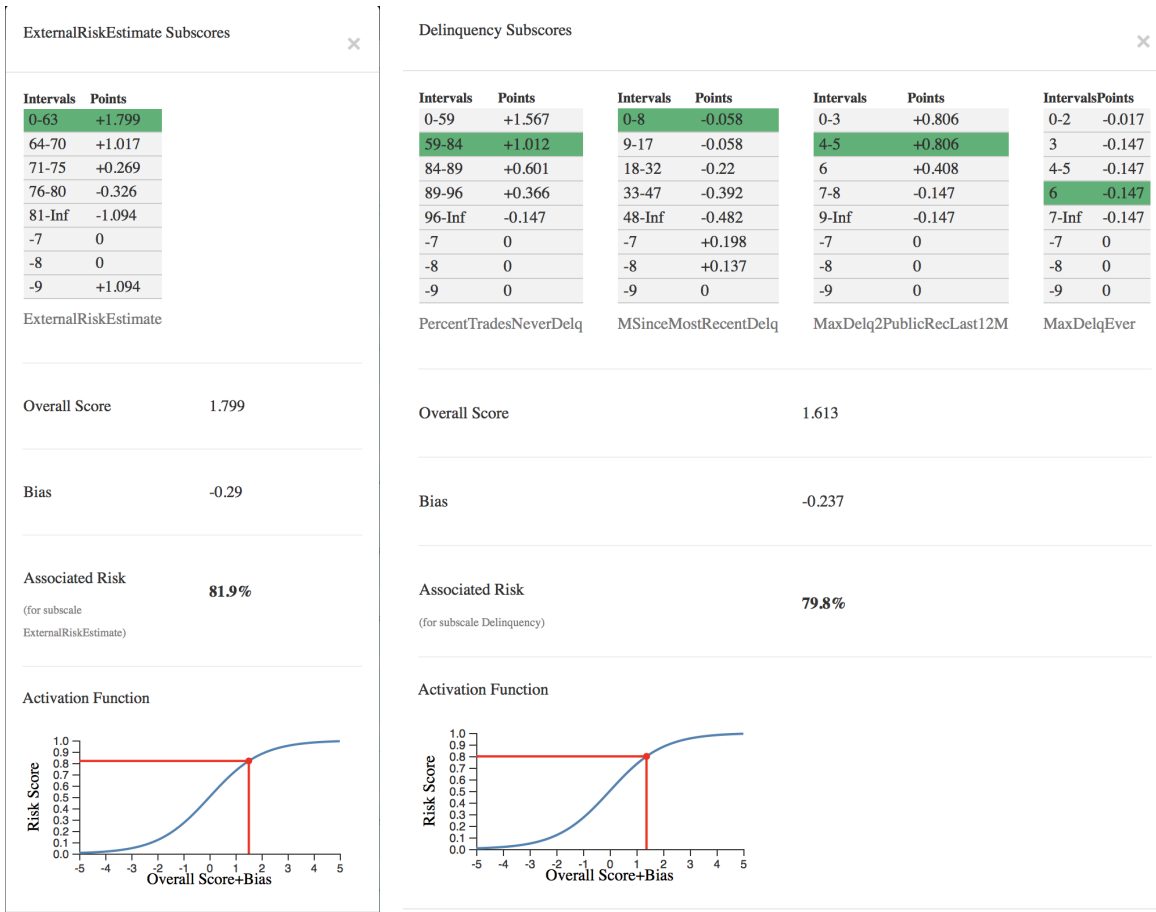 ExternalRiskEstimate Subscores
×
Intervals Points
0-63 +1.799
64-70 +1.017
71-75 +0.269
76-80 -0.326
81-Inf -1.094
-7 0
-8 0
-9 +1.094
ExternalRiskEstimate
Overall Score 1.799
Bias -0.29
Associated Risk
81.9%
(for subscale
ExternalRiskEstimate)
Activation Function
Risk Score
1.0
0.9
0.8
0.7
0.6
0.5
0.4
0.3
0.2
0.1
0.0
-5 -4 -3 -2 -1 0 1 2 3 4 5
Overall Score+Bias
Delinquency Subscores
×
Intervals Points
0-59 +1.567
59-84 +1.012
84-89 +0.601
89-96 +0.366
96-Inf -0.147
-7 0
-8 0
-9 0
PercentTradesNeverDelq
Intervals Points
0-8 -0.058
9-17 -0.058
18-32 -0.22
33-47 -0.392
48-Inf -0.482
-7 +0.198
-8 +0.137
-9 0
MSinceMostRecentDelq
Intervals Points
0-3 +0.806
4-5 +0.806
6 +0.408
7-8 -0.147
9-Inf -0.147
-7 0
-8 0
-9 0
MaxDelq2PublicRecLast12M
IntervalsPoints
0-2 -0.017
3 -0.147
4-5 -0.147
6 -0.147
7-Inf -0.147
-7 0
-8 0
-9 0
MaxDelqEver
Overall Score 1.613
Bias -0.237
Associated Risk
79.8%
(for subscale Delinquency)
Activation Function
Risk Score
1.0
0.9
0.8
0.7
0.6
0.5
0.4
0.3
0.2
0.1
0.0
-5 -4 -3 -2 -1 0 1 2 3 4 5
Overall Score+Bias